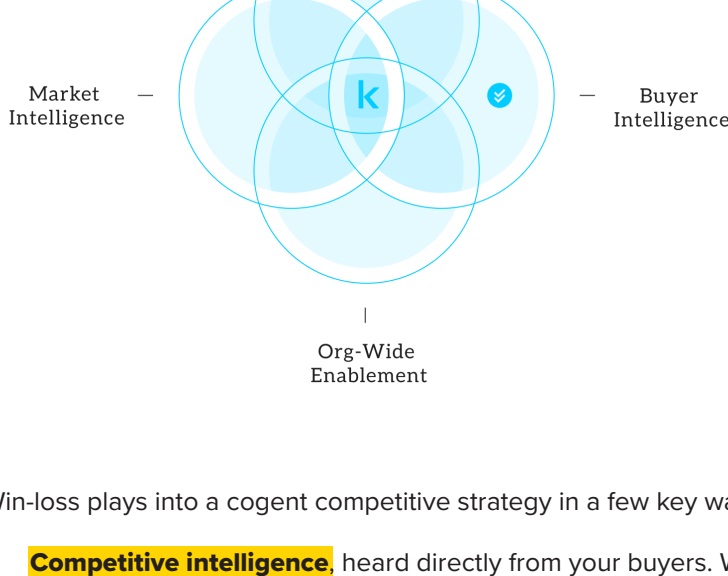 Market
Intelligence
k
Buyer
Intelligence
Org-Wide
Enablement
Win-loss plays into a cogent competitive strategy in a few key
Competitive intelligence, heard directly from your buyers.